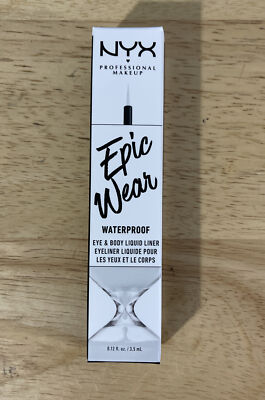 NYX
PROFESSIONAL
MAKEUP
Epic
Wear
WATERPROOF
EYE & BODY LIQUID LINER
EYELINER LIQUIDE POUR
LES YEUX ET LE CORPS
0.12 fl. oz. / 3.5 mL